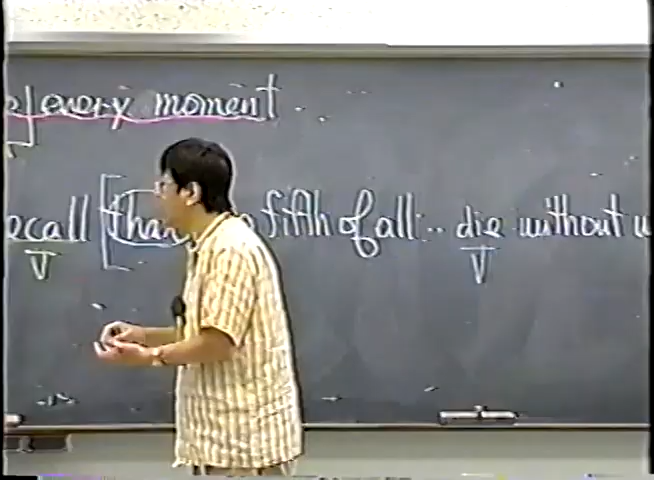 every moment
recall [that fifth of all... die without
V V